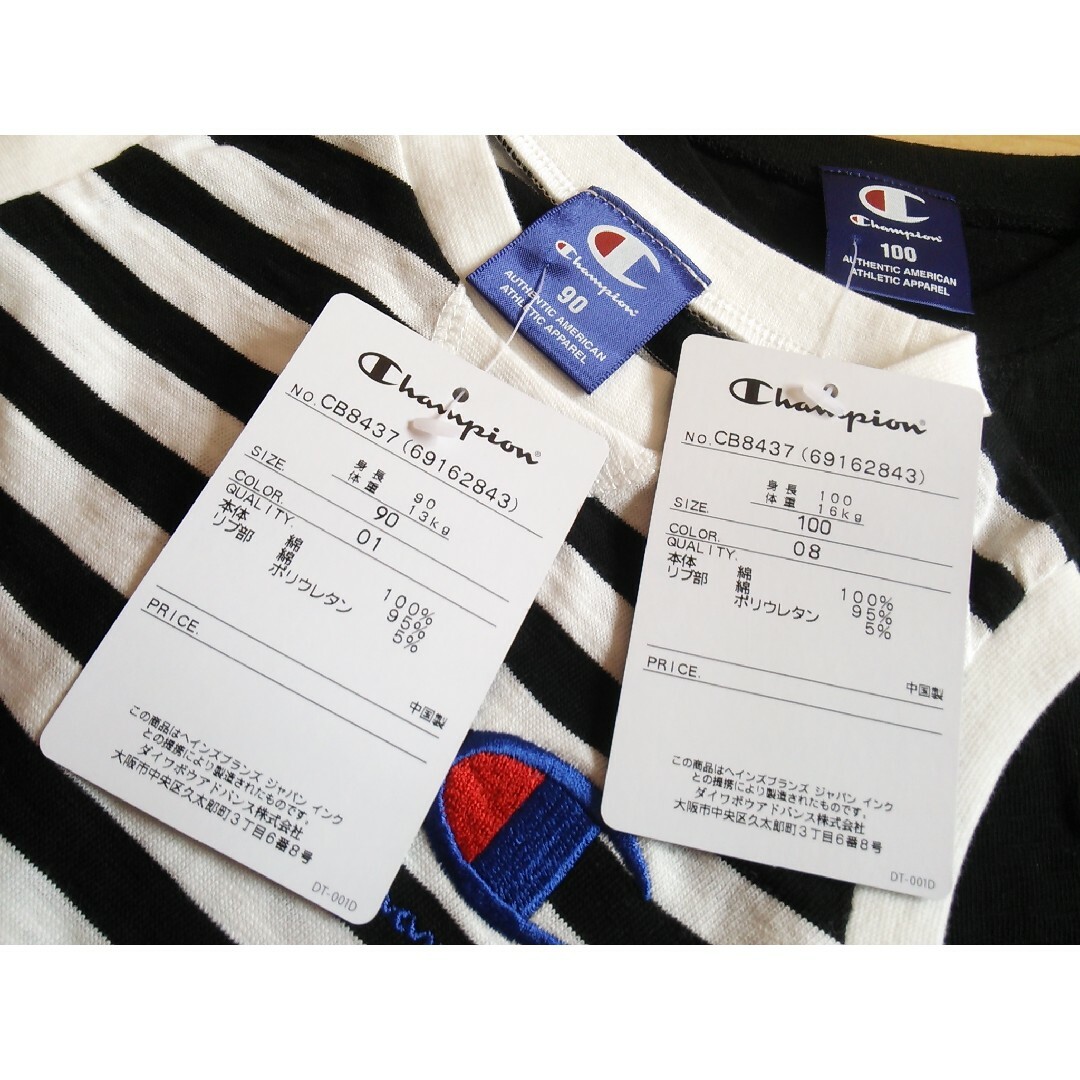 Champion
90
AUTHENTIC AMERICAN
ATHLETIC APPAREL
Champion
100
AUTHENTIC AMERICAN
ATHLETIC APPAREL
Champion®
NO. CB8437(69162843)
身長 90
体重 13kg
SIZE. 90
COLOR. 01
QUALITY.
本体 綿 100%
リブ部 綿 95%
ポリウレタン 5%
PRICE.
中国製
この商品はヘインズブランズ ジャパン インク
との提携により製造されたものです。
ダイワボウアドバンス株式会社
大阪市中央区久太郎町3丁目6番8号
DT-001D
Champion®
NO. CB8437(69162843)
身長 100
体重 16kg
SIZE. 100
COLOR. 08
QUALITY.
本体 綿 100%
リブ部 綿 95%
ポリウレタン 5%
PRICE.
中国製
この商品はヘインズブランズ ジャパン インク
との提携により製造されたものです。
ダイワボウアドバンス株式会社
大阪市中央区久太郎町3丁目6番8号
DT-001D